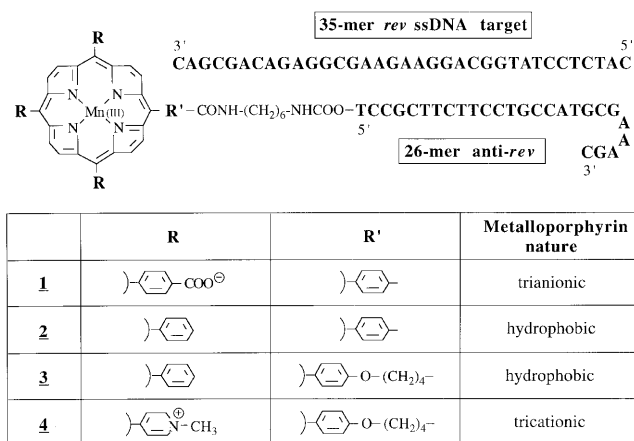 35-mer rev ssDNA target
R
3'
5'
CAGCGACAGAGGCGAAGAAGGACGGTATCCTCTAC
N N
R Mn(III) R'–CONH-(CH2)6-NHCOO–TCCGCTTCTTCCTGCCATGCG
N N
5'
A
26-mer anti-rev
A
CGA
3'
R
R R' Metalloporphyrin nature
1 COO⊖ trianionic
2 hydrophobic
3 O–(CH2)4– hydrophobic
4 N⊕–CH3 O–(CH2)4– tricationic